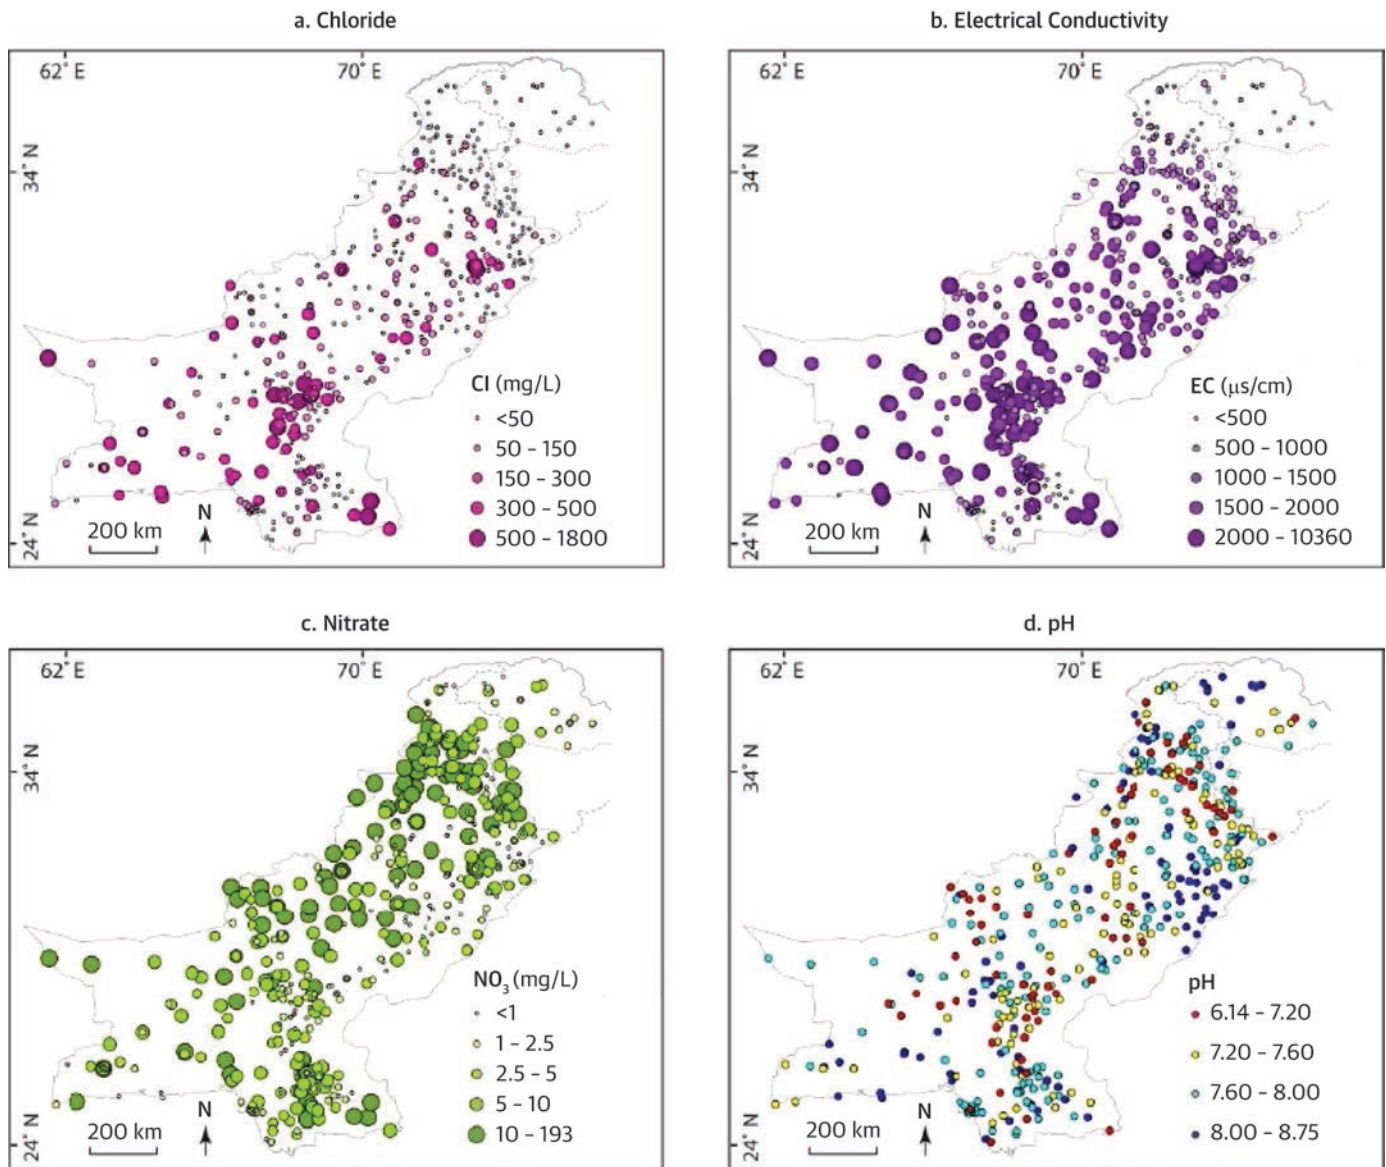 a. Chloride
62° E
70° E
34° N
24° N
Cl (mg/L)
<50
50 – 150
150 – 300
300 – 500
500 – 1800
200 km
N
b. Electrical Conductivity
62° E
70° E
34° N
24° N
EC (μs/cm)
<500
500 – 1000
1000 – 1500
1500 – 2000
2000 – 10360
200 km
N
c. Nitrate
62° E
70° E
34° N
24° N
NO₃ (mg/L)
<1
1 – 2.5
2.5 – 5
5 – 10
10 – 193
200 km
N
d. pH
62° E
70° E
34° N
24° N
pH
6.14 – 7.20
7.20 – 7.60
7.60 – 8.00
8.00 – 8.75
200 km
N